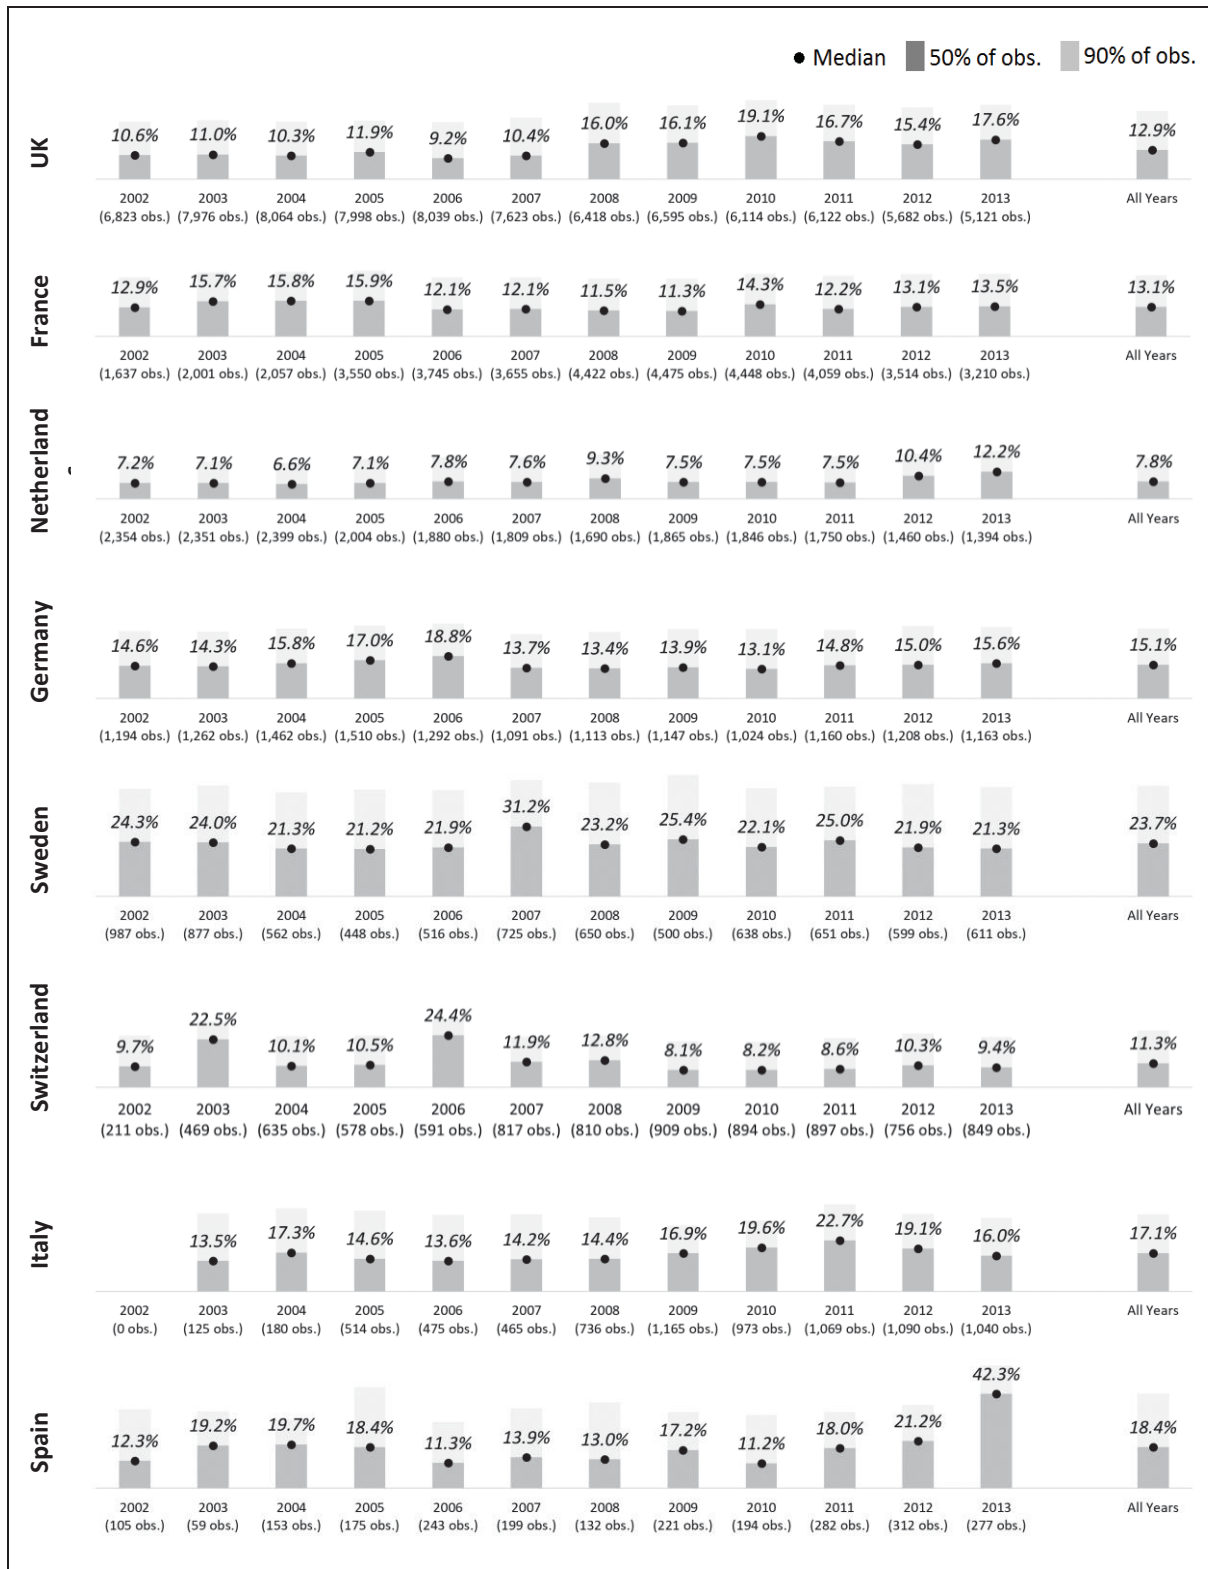 Median 50% of obs. 90% of obs.
UK
10.6% 11.0% 10.3% 11.9% 9.2% 10.4% 16.0% 16.1% 19.1% 16.7% 15.4% 17.6% 12.9%
2002 2003 2004 2005 2006 2007 2008 2009 2010 2011 2012 2013 All Years
(6,823 obs.) (7,976 obs.) (8,064 obs.) (7,998 obs.) (8,039 obs.) (7,623 obs.) (6,418 obs.) (6,595 obs.) (6,114 obs.) (6,122 obs.) (5,682 obs.) (5,121 obs.)
France
12.9% 15.7% 15.8% 15.9% 12.1% 12.1% 11.5% 11.3% 14.3% 12.2% 13.1% 13.5% 13.1%
2002 2003 2004 2005 2006 2007 2008 2009 2010 2011 2012 2013 All Years
(1,637 obs.) (2,001 obs.) (2,057 obs.) (3,550 obs.) (3,745 obs.) (3,655 obs.) (4,422 obs.) (4,475 obs.) (4,448 obs.) (4,059 obs.) (3,514 obs.) (3,210 obs.)
Netherland
7.2% 7.1% 6.6% 7.1% 7.8% 7.6% 9.3% 7.5% 7.5% 7.5% 10.4% 12.2% 7.8%
2002 2003 2004 2005 2006 2007 2008 2009 2010 2011 2012 2013 All Years
(2,354 obs.) (2,351 obs.) (2,399 obs.) (2,004 obs.) (1,880 obs.) (1,809 obs.) (1,690 obs.) (1,865 obs.) (1,846 obs.) (1,750 obs.) (1,460 obs.) (1,394 obs.)
Germany
14.6% 14.3% 15.8% 17.0% 18.8% 13.7% 13.4% 13.9% 13.1% 14.8% 15.0% 15.6% 15.1%
2002 2003 2004 2005 2006 2007 2008 2009 2010 2011 2012 2013 All Years
(1,194 obs.) (1,262 obs.) (1,462 obs.) (1,510 obs.) (1,292 obs.) (1,091 obs.) (1,113 obs.) (1,147 obs.) (1,024 obs.) (1,160 obs.) (1,208 obs.) (1,163 obs.)
Sweden
24.3% 24.0% 21.3% 21.2% 21.9% 31.2% 23.2% 25.4% 22.1% 25.0% 21.9% 21.3% 23.7%
2002 2003 2004 2005 2006 2007 2008 2009 2010 2011 2012 2013 All Years
(987 obs.) (877 obs.) (562 obs.) (448 obs.) (516 obs.) (725 obs.) (650 obs.) (500 obs.) (638 obs.) (651 obs.) (599 obs.) (611 obs.)
Switzerland
9.7% 22.5% 10.1% 10.5% 24.4% 11.9% 12.8% 8.1% 8.2% 8.6% 10.3% 9.4% 11.3%
2002 2003 2004 2005 2006 2007 2008 2009 2010 2011 2012 2013 All Years
(211 obs.) (469 obs.) (635 obs.) (578 obs.) (591 obs.) (817 obs.) (810 obs.) (909 obs.) (894 obs.) (897 obs.) (756 obs.) (849 obs.)
Italy
13.5% 17.3% 14.6% 13.6% 14.2% 14.4% 16.9% 19.6% 22.7% 19.1% 16.0% 17.1%
2002 2003 2004 2005 2006 2007 2008 2009 2010 2011 2012 2013 All Years
(0 obs.) (125 obs.) (180 obs.) (514 obs.) (475 obs.) (465 obs.) (736 obs.) (1,165 obs.) (973 obs.) (1,069 obs.) (1,090 obs.) (1,040 obs.)
Spain
12.3% 19.2% 19.7% 18.4% 11.3% 13.9% 13.0% 17.2% 11.2% 18.0% 21.2% 42.3% 18.4%
2002 2003 2004 2005 2006 2007 2008 2009 2010 2011 2012 2013 All Years
(105 obs.) (59 obs.) (153 obs.) (175 obs.) (243 obs.) (199 obs.) (132 obs.) (221 obs.) (194 obs.) (282 obs.) (312 obs.) (277 obs.)